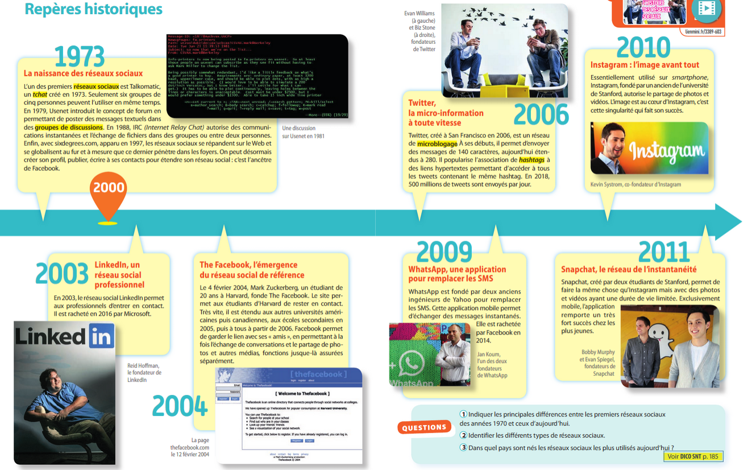 Repères historiques
1973
La naissance des réseaux sociaux
L'un des premiers réseaux sociaux est Talkomatic,
un tchat créé en 1973. Seulement six groupes de
cinq personnes peuvent l'utiliser en même temps.
En 1979, Usenet introduit le concept de forum en
permettant de poster des messages textuels dans
des groupes de discussions. En 1988, IRC (Internet Relay Chat) autorise des communi-
cations instantanées et l'échange de fichiers dans des groupes ou entre deux personnes.
Enfin, avec sixdegrees.com, apparu en 1997, les réseaux sociaux se répandent sur le Web et
se globalisent au fur et à mesure que ce dernier pénètre dans les foyers. On peut désormais
créer son profil, publier, écrire à ses contacts pour étendre son réseau social : c'est l'ancêtre
de Facebook.
Une discussion
sur Usenet en 1981
Evan Williams
(à gauche)
et Biz Stone
(à droite),
fondateurs
de Twitter
2006
Twitter,
la micro-information
à toute vitesse
Twitter, créé à San Francisco en 2006, est un réseau
de microblogage. À ses débuts, il permet d'envoyer
des messages de 140 caractères, aujourd'hui éten-
dus à 280. Il popularise l'association de hashtags à
des liens hypertextes permettant d'accéder à tous
les tweets contenant le même hashtag. En 2018,
500 millions de tweets sont envoyés par jour.
2010
Instagram : l'image avant tout
Essentiellement utilisé sur smartphone,
Instagram, fondé par un ancien de l'université
de Stanford, autorise le partage de photos et
vidéos. L'image est au cœur d'Instagram, c'est
cette singularité qui fait son succès.
Instagram
Kevin Systrom, co-fondateur d'Instagram
2000
2003
LinkedIn, un
réseau social
professionnel
En 2003, le réseau social LinkedIn permet
aux professionnels d'entrer en contact.
Il est racheté en 2016 par Microsoft.
Linked in
Reid Hoffman,
le fondateur de
LinkedIn
2004
The Facebook, l'émergence
du réseau social de référence
Le 4 février 2004, Mark Zuckerberg, un étudiant de
20 ans à Harvard, fonde The Facebook. Le site per-
met aux étudiants d'Harvard de rester en contact.
Très vite, il est étendu aux autres universités améri-
caines puis canadiennes, aux écoles secondaires en
2005, puis à tous à partir de 2006. Facebook permet
de garder le lien avec ses « amis », en permettant à la
fois l'échange de conversations et le partage de pho-
tos et autres médias, fonctions jusque-là assurées
séparément.
La page
thefacebook.com
le 12 février 2004
[ thefacebook ]
[ Welcome to Thefacebook ]
2009
WhatsApp, une application
pour remplacer les SMS
WhatsApp est fondé par deux anciens
ingénieurs de Yahoo pour remplacer
les SMS. Cette application mobile permet
d'échanger des messages instantanés.
Elle est rachetée
par Facebook en
2014.
WhatsApp
Jan Koum,
l'un des deux
fondateurs
de WhatsApp
2011
Snapchat, le réseau de l'instantanéité
Snapchat, créé par deux étudiants de Stanford, permet de
faire la même chose qu'Instagram mais avec des photos
et vidéos ayant une durée de vie limitée. Exclusivement
mobile, l'application
remporte un très
fort succès chez les
plus jeunes.
Bobby Murphy
et Evan Spiegel,
fondateurs de
Snapchat
QUESTIONS
1 Indiquer les principales différences entre les premiers réseaux sociaux
des années 1970 et ceux d'aujourd'hui.
2 Identifier les différents types de réseaux sociaux.
3 Dans quel pays sont nés les réseaux sociaux les plus utilisés aujourd'hui ?
Voir DICO SNT p. 185